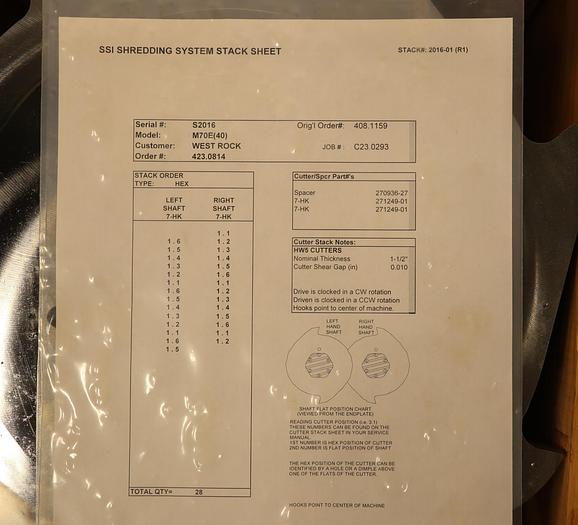 SSI SHREDDING SYSTEM STACK SHEET
STACK#: 2016-01 (R1)
Serial #: S2016 Orig'l Order#: 408.1159
Model: M70E(40)
Customer: WEST ROCK JOB #: C23.0293
Order #: 423.0814
STACK ORDER
TYPE: HEX
LEFT RIGHT
SHAFT SHAFT
7-HK 7-HK
1.1
1.6 1.2
1.5 1.3
1.4 1.4
1.3 1.5
1.2 1.6
1.1 1.1
1.6 1.2
1.5 1.3
1.4 1.4
1.3 1.5
1.2 1.6
1.1 1.1
1.6 1.2
1.5
TOTAL QTY= 28
Cutter/Spcr Part#'s
Spacer 270936-27
7-HK 271249-01
7-HK 271249-01
Cutter Stack Notes:
HW5 CUTTERS
Nominal Thickness 1-1/2"
Cutter Shear Gap (in) 0.010
Drive is clocked in a CW rotation
Driven is clocked in a CCW rotation
Hooks point to center of machine.
LEFT RIGHT
HAND HAND
SHAFT SHAFT
SHAFT FLAT POSITION CHART
(VIEWED FROM THE ENDPLATE)
READING CUTTER POSITION (i.e. 3.1)
THESE NUMBERS CAN BE FOUND ON THE
CUTTER STACK SHEET IN YOUR SERVICE
MANUAL
1ST NUMBER IS HEX POSITION OF CUTTER
2ND NUMBER IS FLAT POSITION OF SHAFT
THE HEX POSITION OF THE CUTTER CAN BE
IDENTIFIED BY A HOLE OR A DIMPLE ABOVE
ONE OF THE FLATS OF THE CUTTER.
HOOKS POINT TO CENTER OF MACHINE